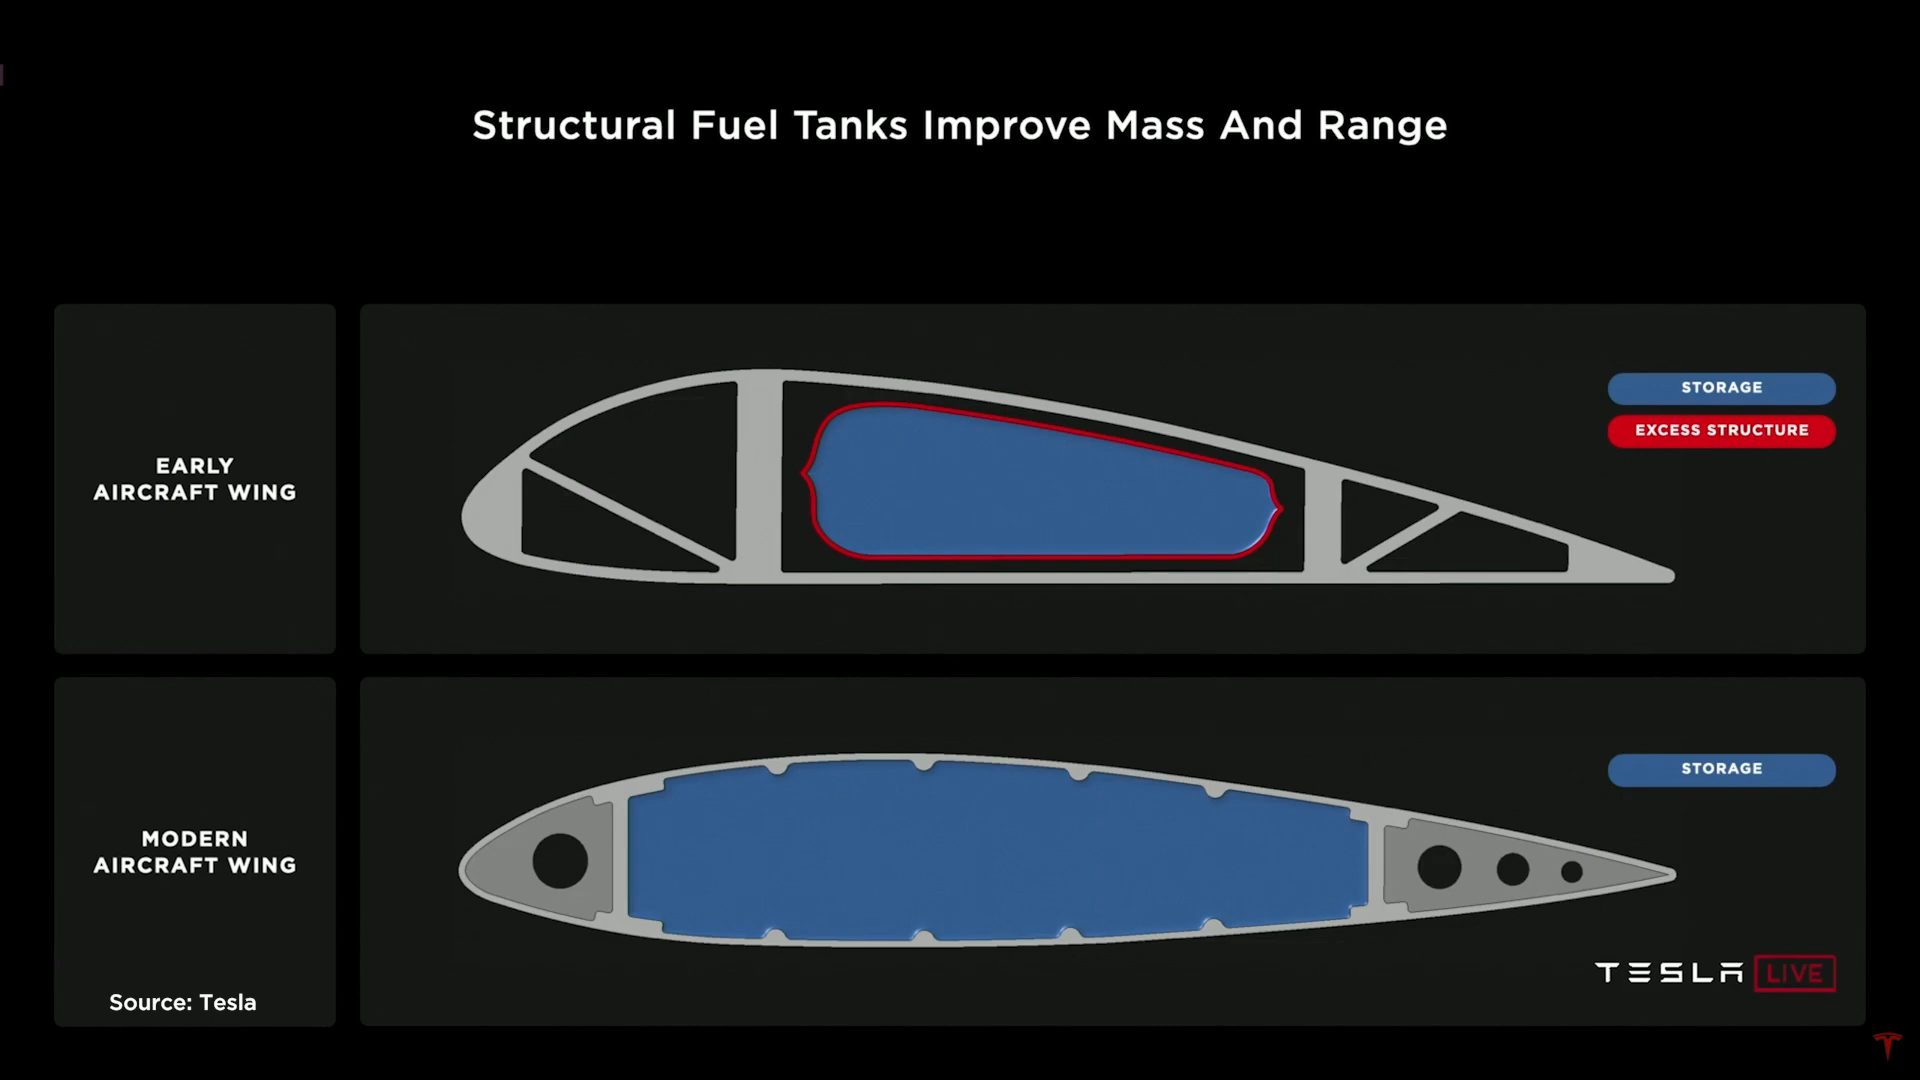 Structural Fuel Tanks Improve Mass And Range
EARLY
AIRCRAFT WING
STORAGE
EXCESS STRUCTURE
MODERN
AIRCRAFT WING
STORAGE
Source: Tesla
TESLA LIVE